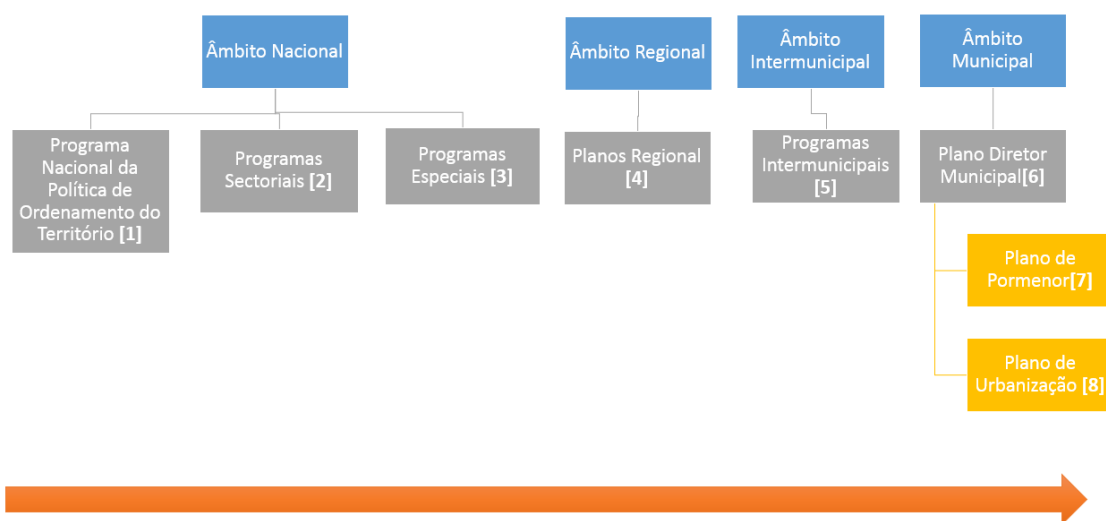 Âmbito Nacional
Âmbito Regional
Âmbito
Intermunicipal
Âmbito
Municipal
Programa
Nacional da
Política de
Ordenamento do
Território [1]
Programas
Sectoriais [2]
Programas
Especiais [3]
Planos Regional
[4]
Programas
Intermunicipais
[5]
Plano Diretor
Municipal[6]
Plano de
Pormenor[7]
Plano de
Urbanização [8]